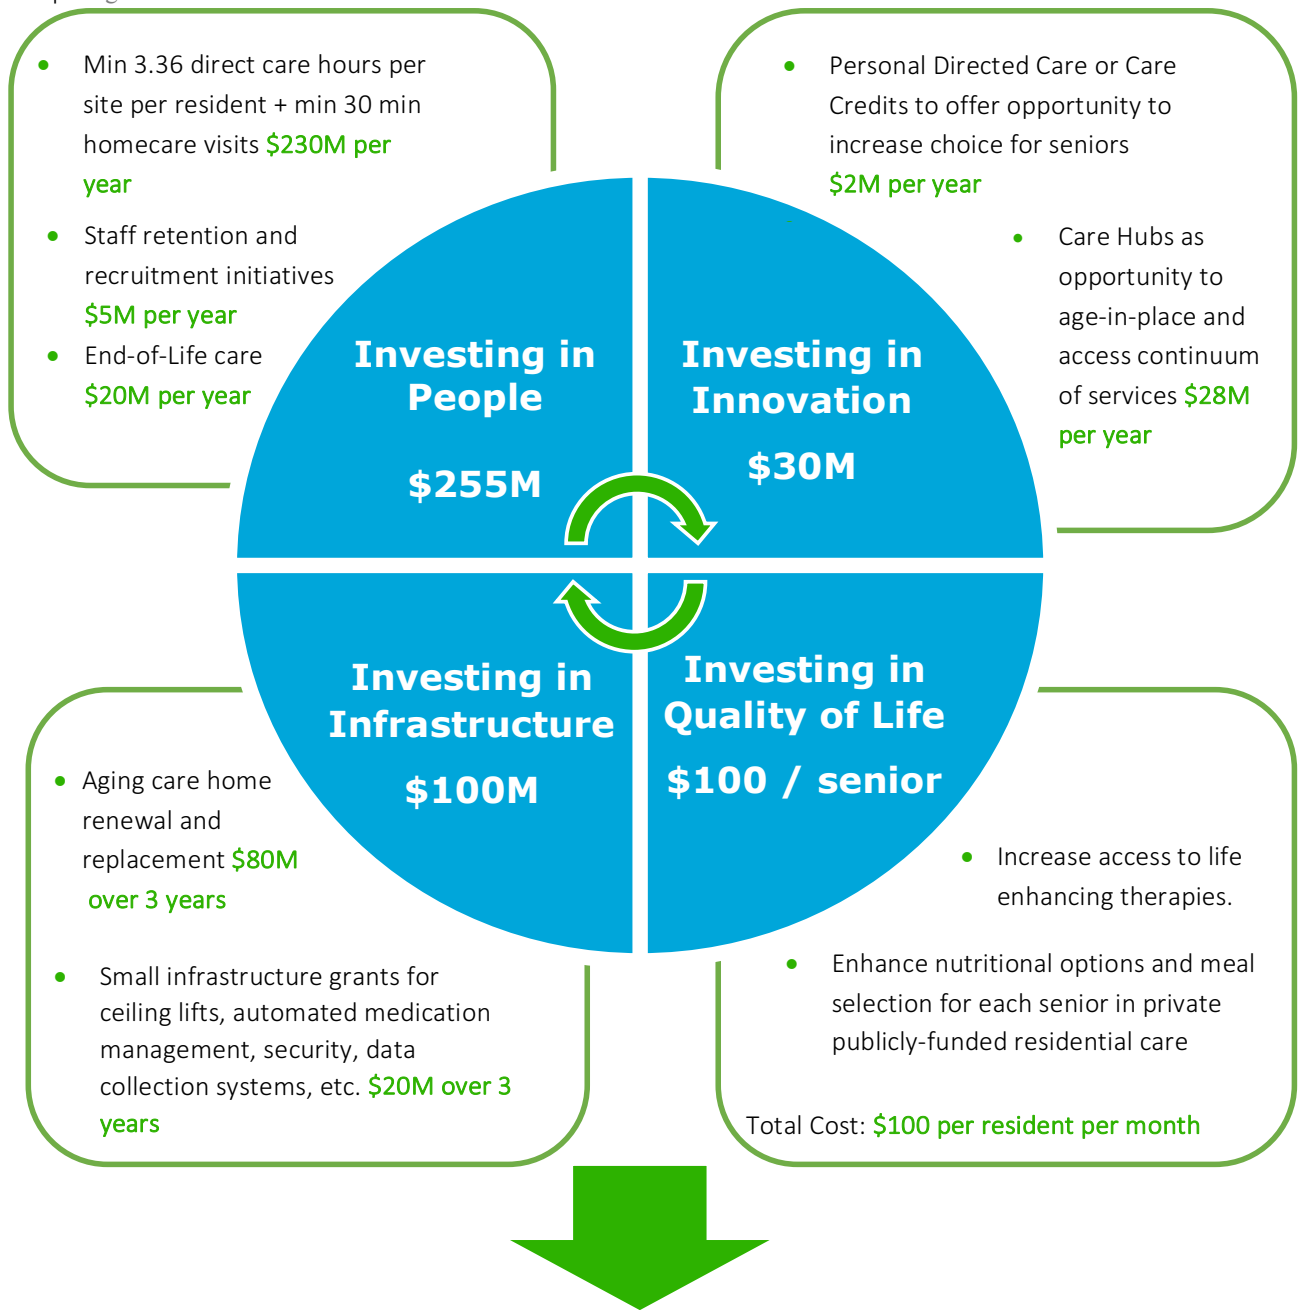 • Min 3.36 direct care hours per
site per resident + min 30 min
homecare visits $230M per
year
• Staff retention and
recruitment initiatives
$5M per year
• End-of-Life care
$20M per year
• Personal Directed Care or Care
Credits to offer opportunity to
increase choice for seniors
$2M per year
• Care Hubs as
opportunity to
age-in-place and
access continuum
of services $28M
per year
Investing in
People
$255M
Investing in
Innovation
$30M
Investing in
Infrastructure
$100M
Investing in
Quality of Life
$100 / senior
• Aging care home
renewal and
replacement $80M
over 3 years
• Small infrastructure grants for
ceiling lifts, automated medication
management, security, data
collection systems, etc. $20M over 3
years
• Increase access to life
enhancing therapies.
• Enhance nutritional options and meal
selection for each senior in private
publicly-funded residential care
Total Cost: $100 per resident per month